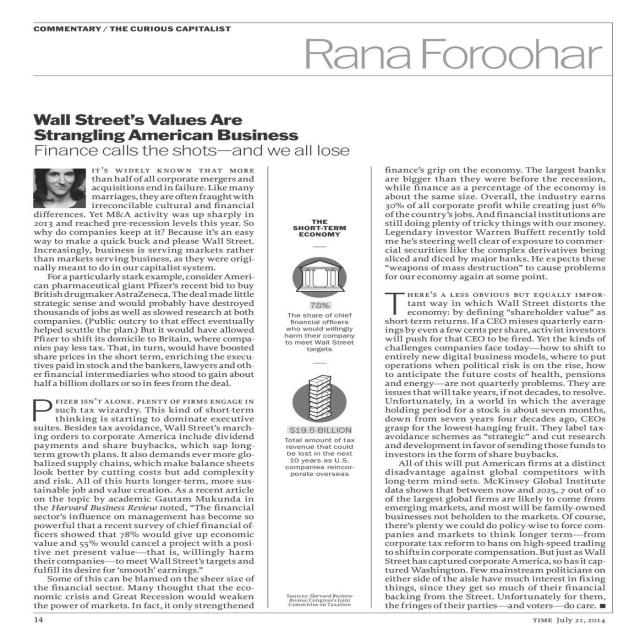 COMMENTARY / THE CURIOUS CAPITALIST
Rana Foroohar
Wall Street's Values Are
Strangling American Business
Finance calls the shots—and we all lose
IT'S WIDELY KNOWN THAT MORE
than half of all corporate mergers and
acquisitions end in failure. Like many
marriages, they are often fraught with
irreconcilable cultural and financial
differences. Yet M&A activity was up sharply in
2013 and reached pre-recession levels this year. So
why do companies keep at it? Because it's an easy
way to make a quick buck and please Wall Street.
Increasingly, business is serving markets rather
than markets serving business, as they were origi-
nally meant to do in our capitalist system.
For a particularly stark example, consider Ameri-
can pharmaceutical giant Pfizer's recent bid to buy
British drugmaker AstraZeneca. The deal made little
strategic sense and would probably have destroyed
thousands of jobs as well as slowed research at both
companies. (Public outcry to that effect eventually
helped scuttle the plan.) But it would have allowed
Pfizer to shift its domicile to Britain, where compa-
nies pay less tax. That, in turn, would have boosted
share prices in the short term, enriching the execu-
tives paid in stock and the bankers, lawyers and oth-
er financial intermediaries who stood to gain about
half a billion dollars or so in fees from the deal.
PFIZER ISN'T ALONE. PLENTY OF FIRMS ENGAGE IN
such tax wizardry. This kind of short-term
thinking is starting to dominate executive
suites. Besides tax avoidance, Wall Street's march-
ing orders to corporate America include dividend
payments and share buybacks, which sap long-
term growth plans. It also demands ever more glo-
balized supply chains, which make balance sheets
look better by cutting costs but add complexity
and risk. All of this hurts longer-term, more sus-
tainable job and value creation. As a recent article
on the topic by academic Gautam Mukunda in
the Harvard Business Review noted, "The financial
sector's influence on management has become so
powerful that a recent survey of chief financial of-
ficers showed that 78% would give up economic
value and 55% would cancel a project with a posi-
tive net present value—that is, willingly harm
their companies—to meet Wall Street's targets and
fulfill its desire for 'smooth' earnings."
Some of this can be blamed on the sheer size of
the financial sector. Many thought that the eco-
nomic crisis and Great Recession would weaken
the power of markets. In fact, it only strengthened
THE
SHORT-TERM
ECONOMY
78%
The share of chief
financial officers
who would willingly
harm their company
to meet Wall Street
targets
$19.5 BILLION
Total amount of tax
revenue that could
be lost in the next
10 years as U.S.
companies reincor-
porate overseas
Sources: Harvard Business
Review; Congress's Joint
Committee on Taxation
finance's grip on the economy. The largest banks
are bigger than they were before the recession,
while finance as a percentage of the economy is
about the same size. Overall, the industry earns
30% of all corporate profit while creating just 6%
of the country's jobs. And financial institutions are
still doing plenty of tricky things with our money.
Legendary investor Warren Buffett recently told
me he's steering well clear of exposure to commer-
cial securities like the complex derivatives being
sliced and diced by major banks. He expects these
"weapons of mass destruction" to cause problems
for our economy again at some point.
THERE'S A LESS OBVIOUS BUT EQUALLY IMPOR-
tant way in which Wall Street distorts the
economy: by defining "shareholder value" as
short-term returns. If a CEO misses quarterly earn-
ings by even a few cents per share, activist investors
will push for that CEO to be fired. Yet the kinds of
challenges companies face today—how to shift to
entirely new digital business models, where to put
operations when political risk is on the rise, how
to anticipate the future costs of health, pensions
and energy—are not quarterly problems. They are
issues that will take years, if not decades, to resolve.
Unfortunately, in a world in which the average
holding period for a stock is about seven months,
down from seven years four decades ago, CEOs
grasp for the lowest-hanging fruit. They label tax-
avoidance schemes as "strategic" and cut research
and development in favor of sending those funds to
investors in the form of share buybacks.
All of this will put American firms at a distinct
disadvantage against global competitors with
long-term mind-sets. McKinsey Global Institute
data shows that between now and 2025, 7 out of 10
of the largest global firms are likely to come from
emerging markets, and most will be family-owned
businesses not beholden to the markets. Of course,
there's plenty we could do policy-wise to force com-
panies and markets to think longer term—from
corporate tax reform to bans on high-speed trading
to shifts in corporate compensation. But just as Wall
Street has captured corporate America, so has it cap-
tured Washington. Few mainstream politicians on
either side of the aisle have much interest in fixing
things, since they get so much of their financial
backing from the Street. Unfortunately for them,
the fringes of their parties—and voters—do care. ■
14
TIME July 21, 2014